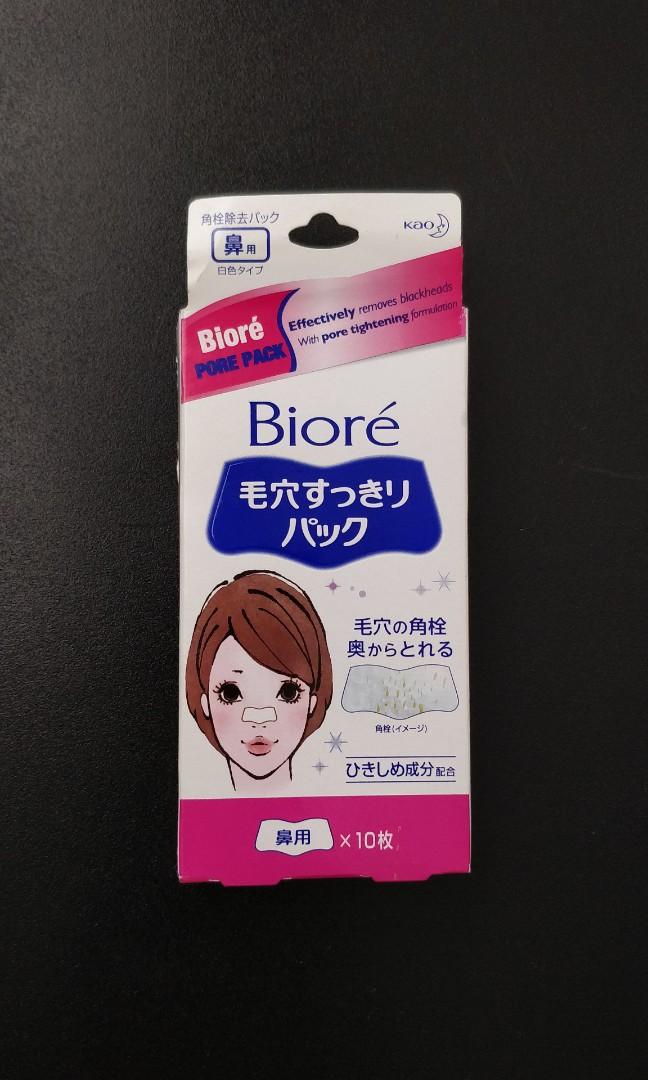 角栓除去パック
鼻用
白色タイプ
Kao
Bioré
PORE PACK
Effectively removes blackheads
With pore tightening formulation
Bioré
毛穴すっきり
パック
毛穴の角栓
奥からとれる
角栓(イメージ)
ひきしめ成分配合
鼻用 ×10枚